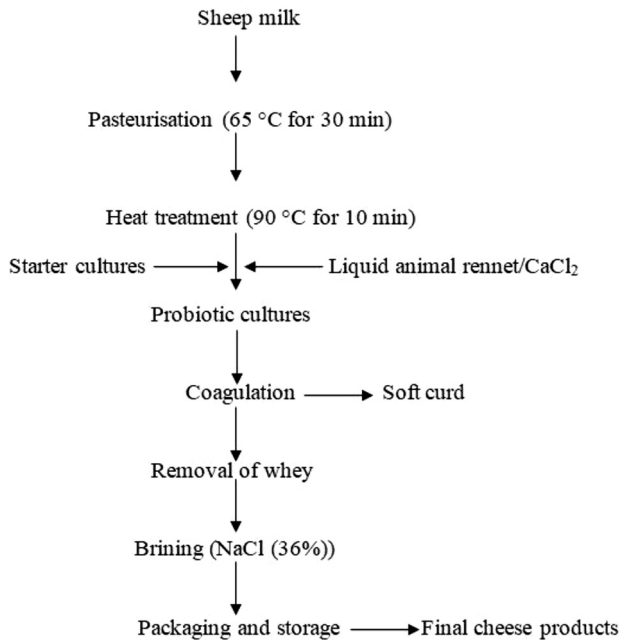 Sheep milk
Pasteurisation (65 °C for 30 min)
Heat treatment (90 °C for 10 min)
Starter cultures
Liquid animal rennet/CaCl₂
Probiotic cultures
Coagulation
Soft curd
Removal of whey
Brining (NaCl (36%))
Packaging and storage
Final cheese products